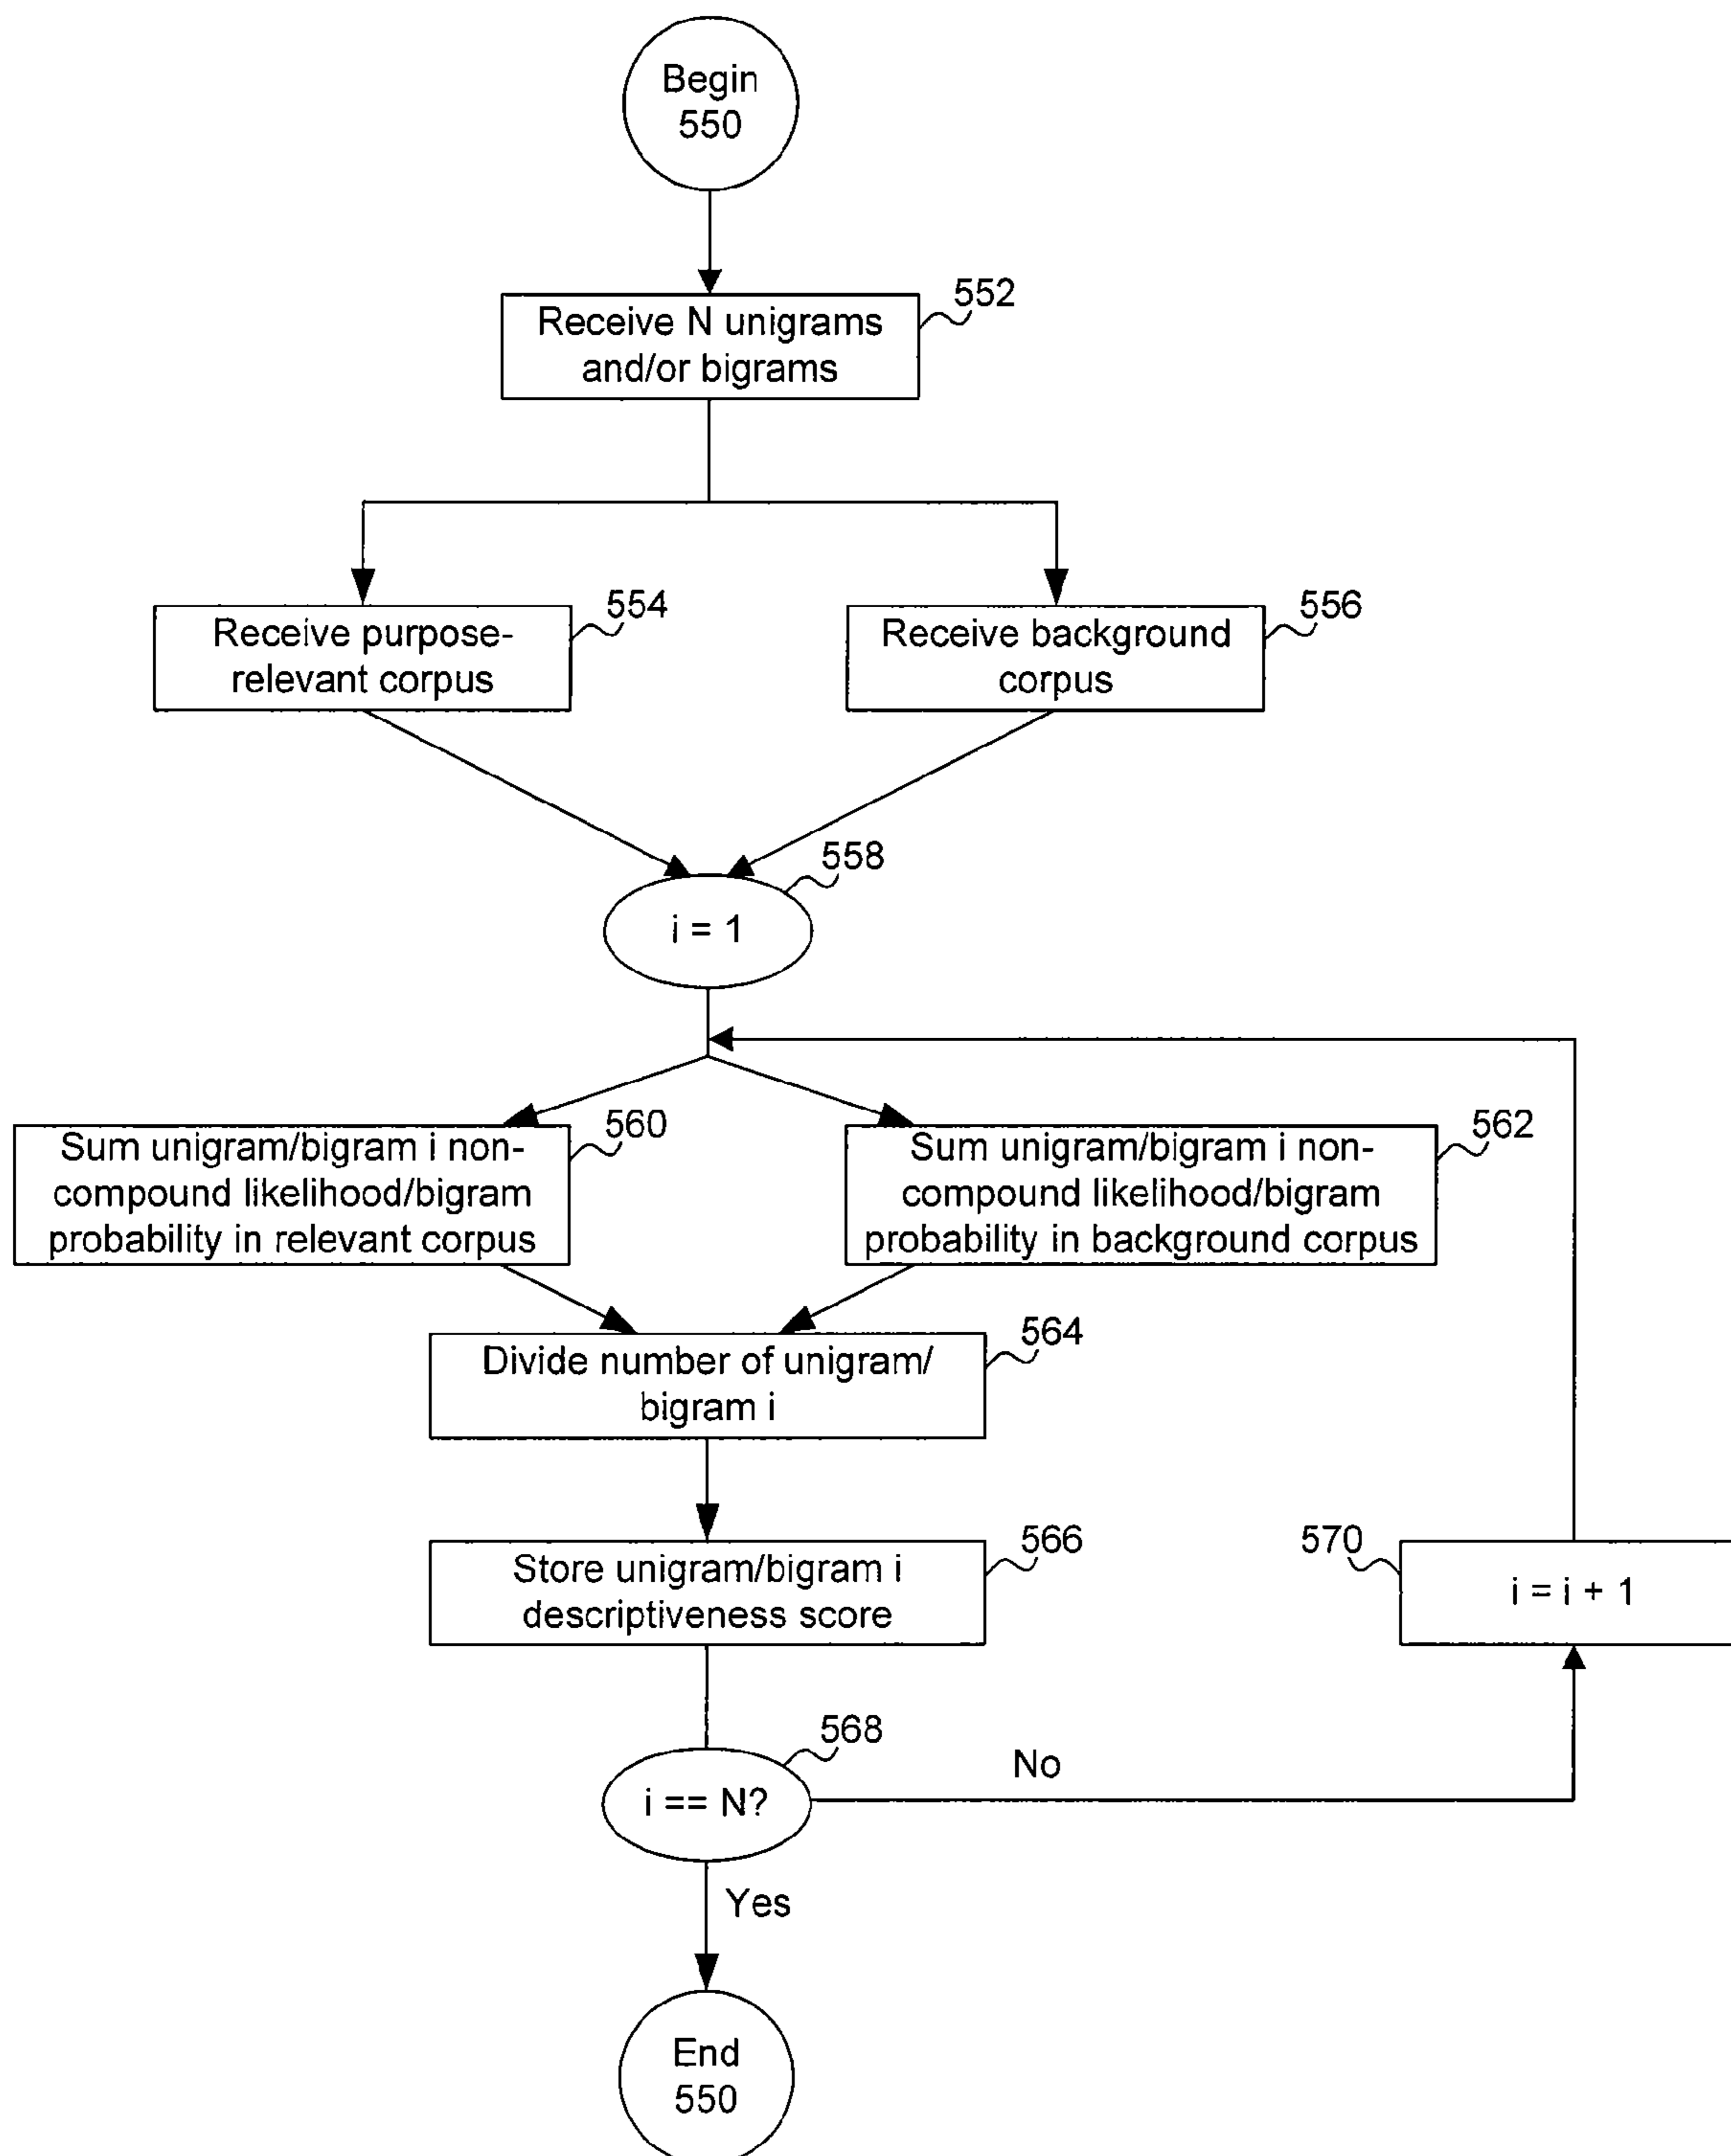 Begin
550
552
Receive N unigrams
and/or bigrams
554
Receive purpose-
relevant corpus
556
Receive background
corpus
558
i = 1
560
Sum unigram/bigram i non-
compound likelihood/bigram
probability in relevant corpus
562
Sum unigram/bigram i non-
compound likelihood/bigram
probability in background corpus
564
Divide number of unigram/
bigram i
566
Store unigram/bigram i
descriptiveness score
570
i = i + 1
568
i == N?
No
Yes
End
550